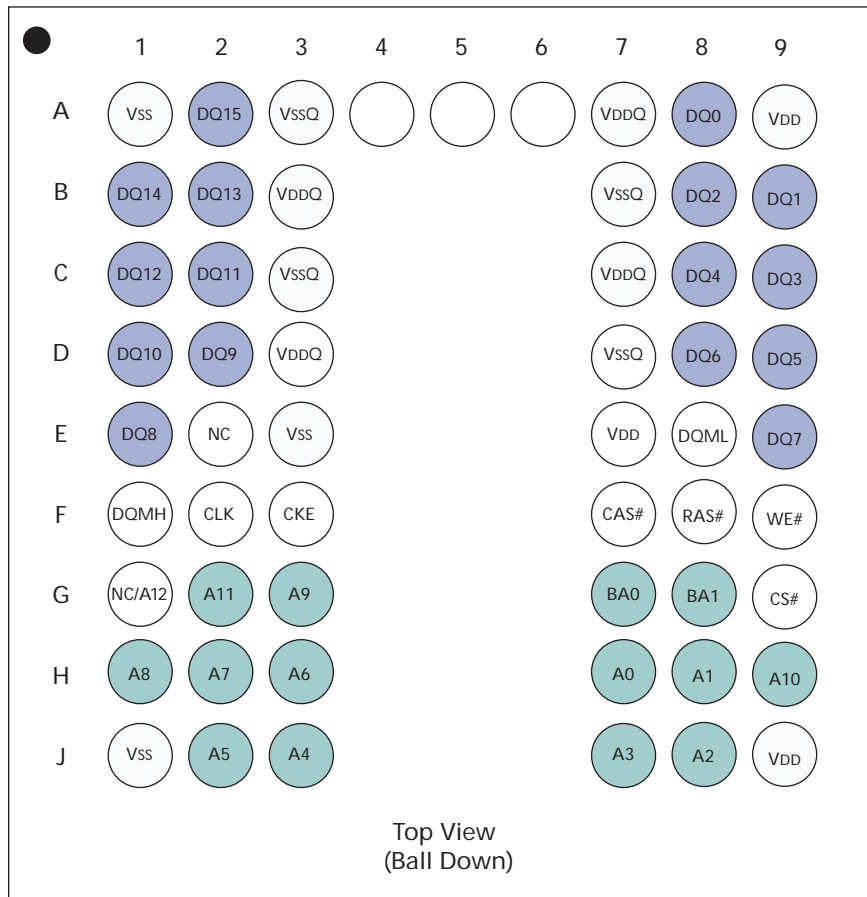 1 2 3 4 5 6 7 8 9
A VSS DQ15 VSSQ VDDQ DQ0 VDD
B DQ14 DQ13 VDDQ VSSQ DQ2 DQ1
C DQ12 DQ11 VSSQ VDDQ DQ4 DQ3
D DQ10 DQ9 VDDQ VSSQ DQ6 DQ5
E DQ8 NC VSS VDD DQML DQ7
F DQMH CLK CKE CAS# RAS# WE#
G NC/A12 A11 A9 BA0 BA1 CS#
H A8 A7 A6 A0 A1 A10
J VSS A5 A4 A3 A2 VDD
Top View
(Ball Down)